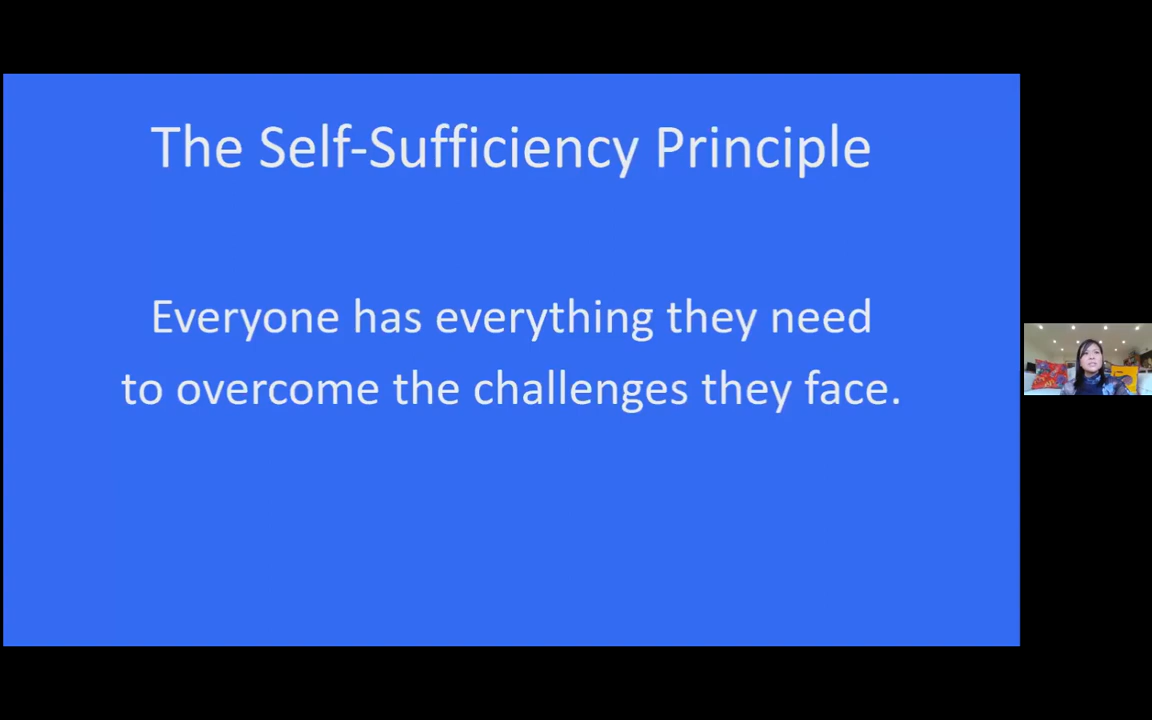 The Self-Sufficiency Principle
Everyone has everything they need
to overcome the challenges they face.